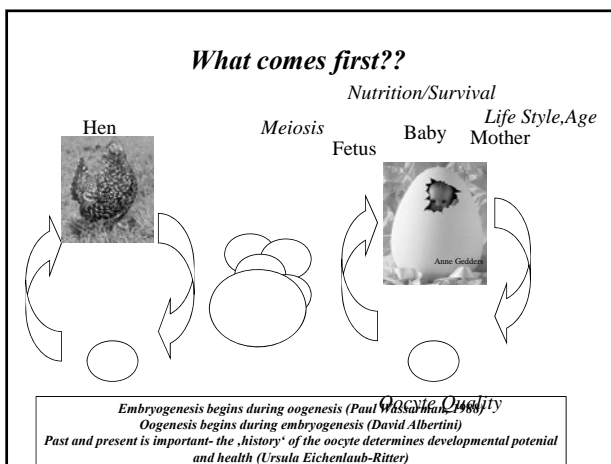 What comes first??
Nutrition/Survival
Life Style,Age
Hen
Meiosis
Baby
Mother
Fetus
Anne Gedders
Oocyte Quality
Embryogenesis begins during oogenesis (Paul Wassarman, 1988)
Oogenesis begins during embryogenesis (David Albertini)
Past and present is important- the ‚history‘ of the oocyte determines developmental potenial
and health (Ursula Eichenlaub-Ritter)